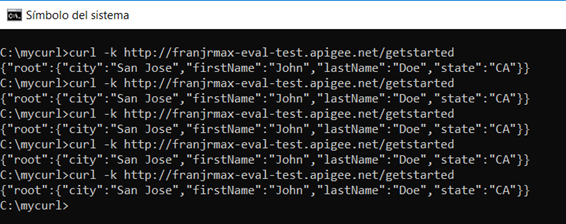 Símbolo del sistema
C:\mycurl>curl -k http://franjrmax-eval-test.apigee.net/getstarted
{"root":{"city":"San Jose","firstName":"John","lastName":"Doe","state":"CA"}}
C:\mycurl>curl -k http://franjrmax-eval-test.apigee.net/getstarted
{"root":{"city":"San Jose","firstName":"John","lastName":"Doe","state":"CA"}}
C:\mycurl>curl -k http://franjrmax-eval-test.apigee.net/getstarted
{"root":{"city":"San Jose","firstName":"John","lastName":"Doe","state":"CA"}}
C:\mycurl>curl -k http://franjrmax-eval-test.apigee.net/getstarted
{"root":{"city":"San Jose","firstName":"John","lastName":"Doe","state":"CA"}}
C:\mycurl>curl -k http://franjrmax-eval-test.apigee.net/getstarted
{"root":{"city":"San Jose","firstName":"John","lastName":"Doe","state":"CA"}}
C:\mycurl>